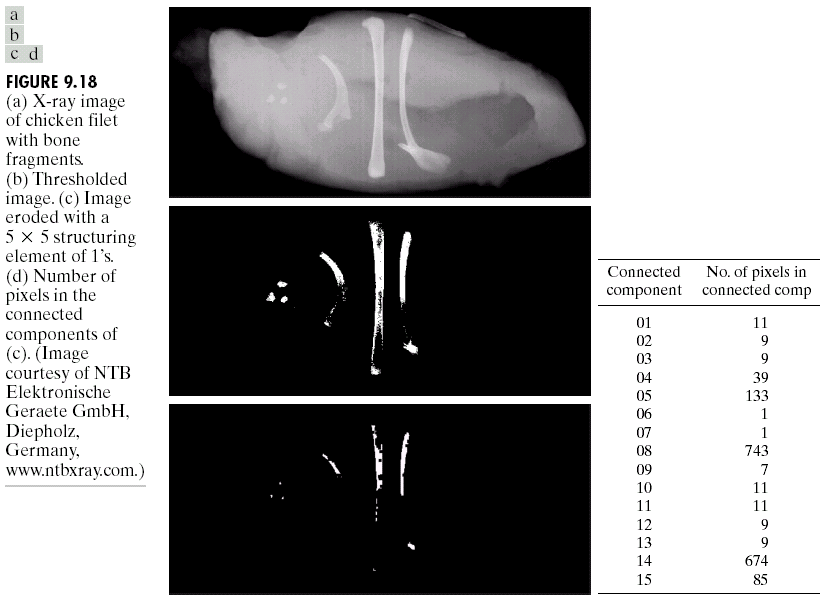 a
b
c d
FIGURE 9.18
(a) X-ray image
of chicken filet
with bone
fragments.
(b) Thresholded
image. (c) Image
eroded with a
5 × 5 structuring
element of 1's.
(d) Number of
pixels in the
connected
components of
(c). (Image
courtesy of NTB
Elektronische
Geraete GmbH,
Diepholz,
Germany,
www.ntbxray.com.)
Connected No. of pixels in
component connected comp
01 11
02 9
03 9
04 39
05 133
06 1
07 1
08 743
09 7
10 11
11 11
12 9
13 9
14 674
15 85